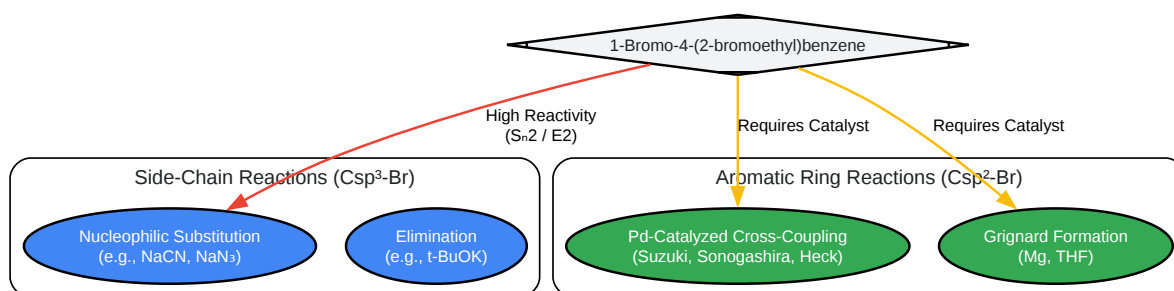 1-Bromo-4-(2-bromoethyl)benzene
High Reactivity
(Sₙ2 / E2)
Requires Catalyst
Requires Catalyst
Side-Chain Reactions (Csp³-Br)
Aromatic Ring Reactions (Csp²-Br)
Nucleophilic Substitution
(e.g., NaCN, NaN₃)
Elimination
(e.g., t-BuOK)
Pd-Catalyzed Cross-Coupling
(Suzuki, Sonogashira, Heck)
Grignard Formation
(Mg, THF)